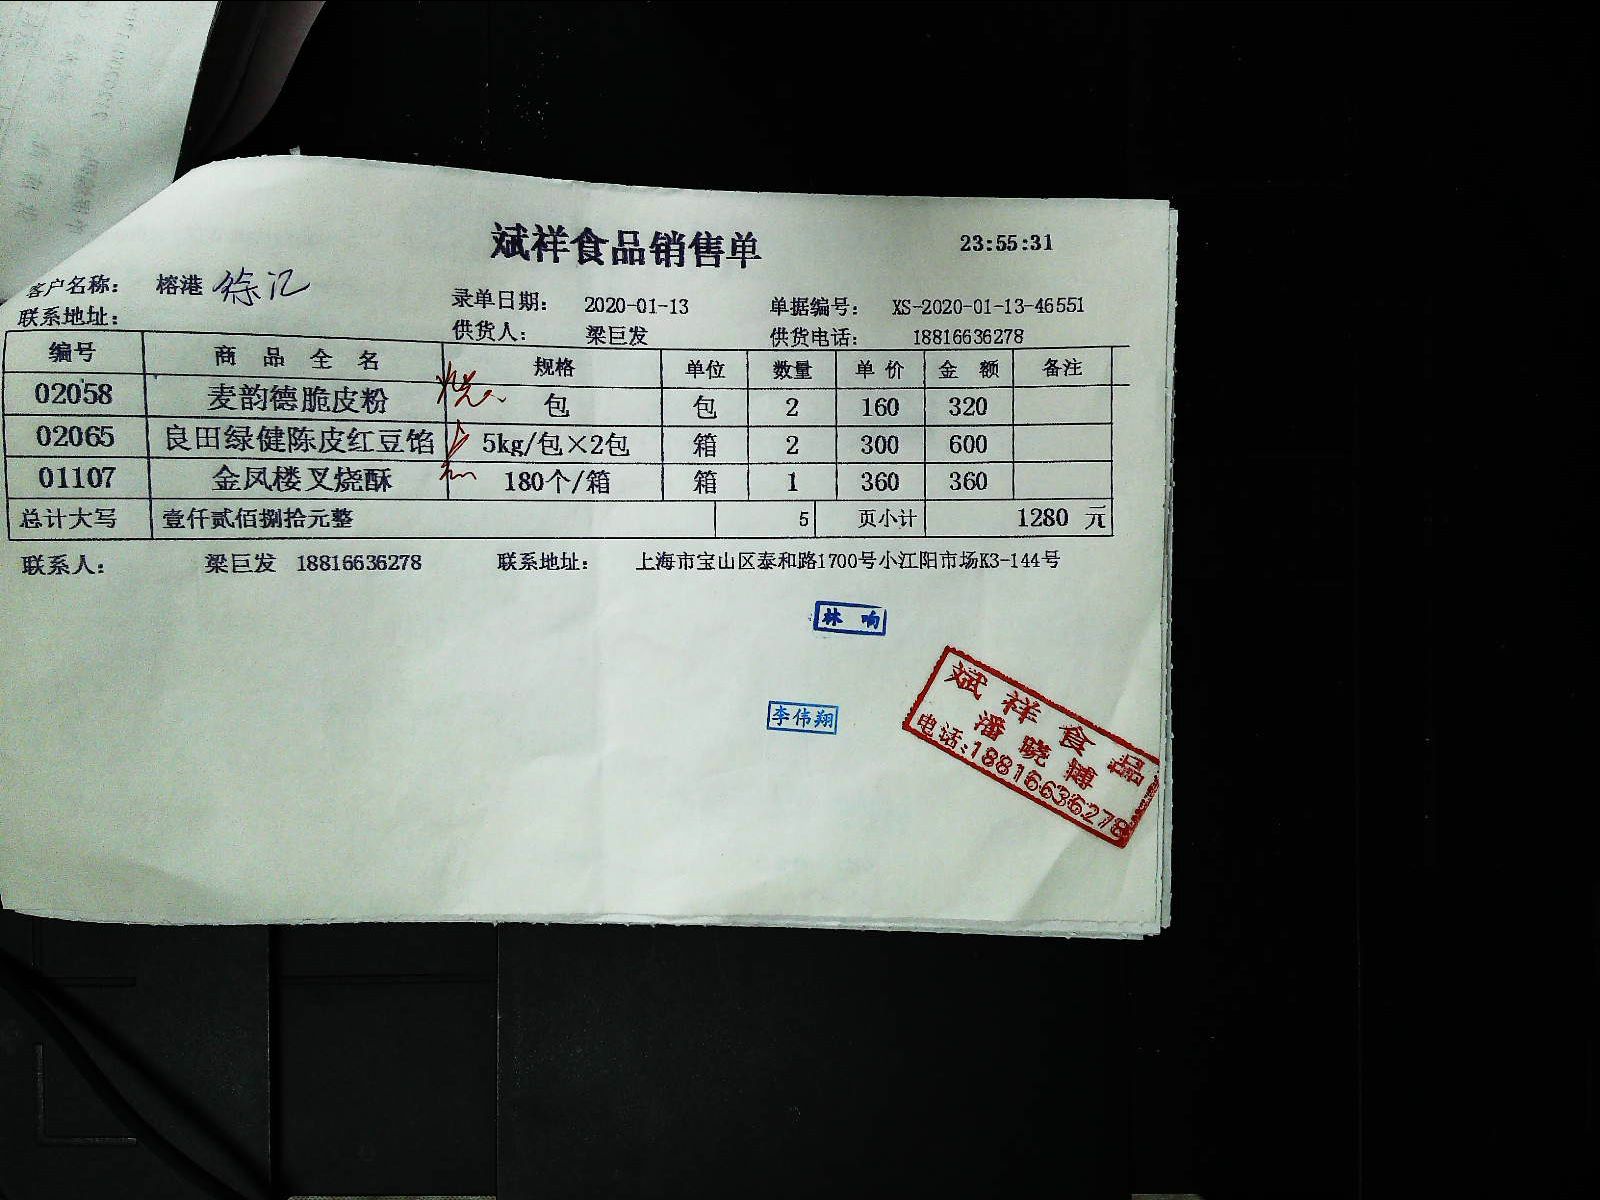 斌祥食品销售单 23:55:31
客户名称: 榕港 徐汇
录单日期: 2020-01-13 单据编号: XS-2020-01-13-46551
联系地址:
供货人: 梁巨发 供货电话: 18816636278
编号 商品全名 规格 单位 数量 单价 金额 备注
02058 麦韵德脆皮粉 包 包 2 160 320
02065 良田绿健陈皮红豆馅 5kg/包×2包 箱 2 300 600
01107 金凤楼叉烧酥 180个/箱 箱 1 360 360
总计大写 壹仟贰佰捌拾元整 5 页小计 1280 元
联系人: 梁巨发 18816636278 联系地址: 上海市宝山区泰和路1700号小江阳市场K3-144号
林响
李伟翔
斌祥食品
潘晓博
电话:18816636278